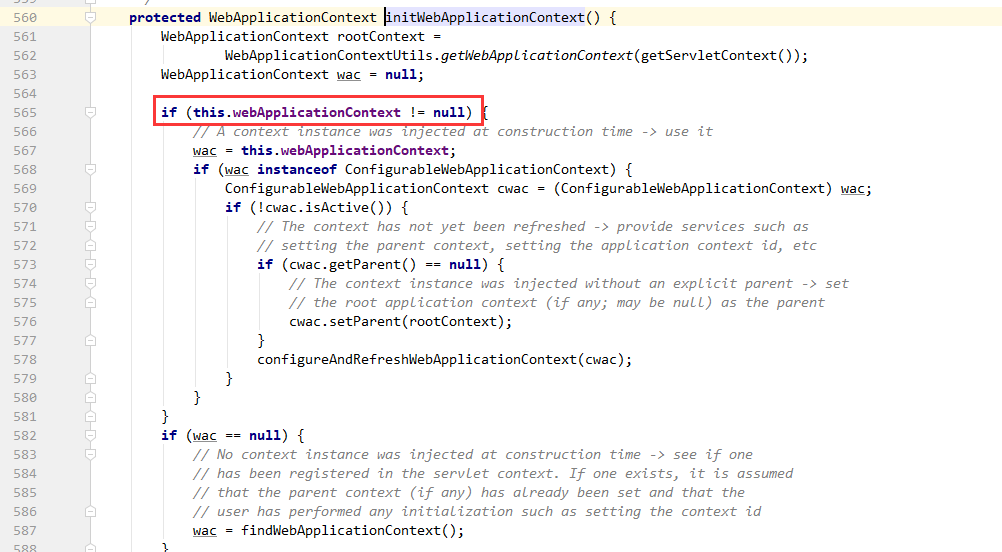 560 protected WebApplicationContext initWebApplicationContext() {
561 WebApplicationContext rootContext =
562 WebApplicationContextUtils.getWebApplicationContext(getServletContext());
563 WebApplicationContext wac = null;
564
565 if (this.webApplicationContext != null) {
566 // A context instance was injected at construction time -> use it
567 wac = this.webApplicationContext;
568 if (wac instanceof ConfigurableWebApplicationContext) {
569 ConfigurableWebApplicationContext cwac = (ConfigurableWebApplicationContext) wac;
570 if (!cwac.isActive()) {
571 // The context has not yet been refreshed -> provide services such as
572 // setting the parent context, setting the application context id, etc
573 if (cwac.getParent() == null) {
574 // The context instance was injected without an explicit parent -> set
575 // the root application context (if any; may be null) as the parent
576 cwac.setParent(rootContext);
577 }
578 configureAndRefreshWebApplicationContext(cwac);
579 }
580 }
581 }
582 if (wac == null) {
583 // No context instance was injected at construction time -> see if one
584 // has been registered in the servlet context. If one exists, it is assumed
585 // that the parent context (if any) has already been set and that the
586 // user has performed any initialization such as setting the context id
587 wac = findWebApplicationContext();
588 }